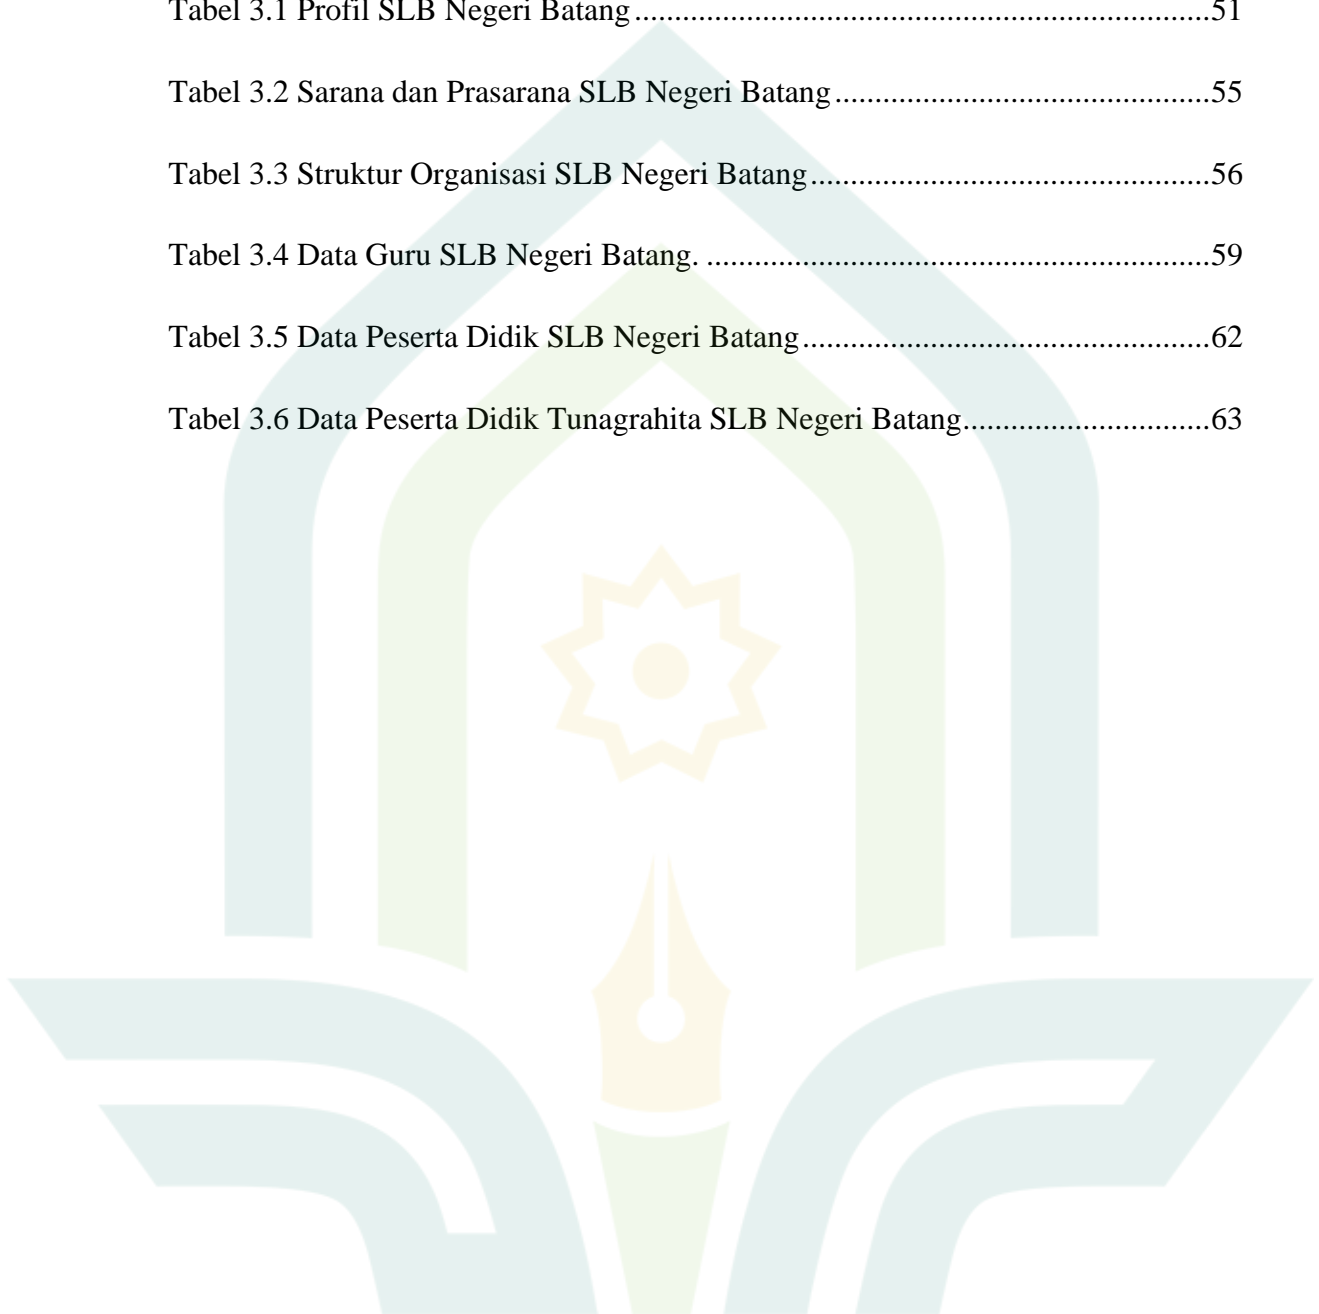 Tabel 3.1 Profil SLB Negeri Batang........................................................................51
Tabel 3.2 Sarana dan Prasarana SLB Negeri Batang...............................................55
Tabel 3.3 Struktur Organisasi SLB Negeri Batang..................................................56
Tabel 3.4 Data Guru SLB Negeri Batang. ...............................................................59
Tabel 3.5 Data Peserta Didik SLB Negeri Batang...................................................62
Tabel 3.6 Data Peserta Didik Tunagrahita SLB Negeri Batang...............................63